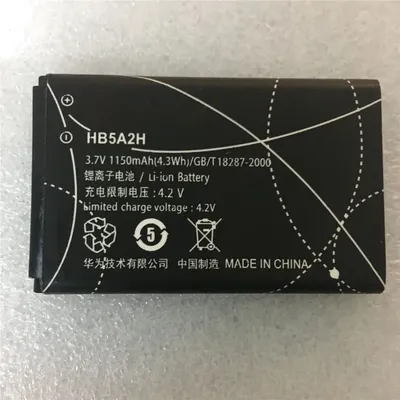 HB5A2H
3.7V 1150mAh(4.3Wh)/GB/T18287-2000
锂离子电池 / Li-ion Battery
充电限制电压 : 4.2 V
Limited charge voltage : 4.2V
5
华为技术有限公司 中国制造 MADE IN CHINA